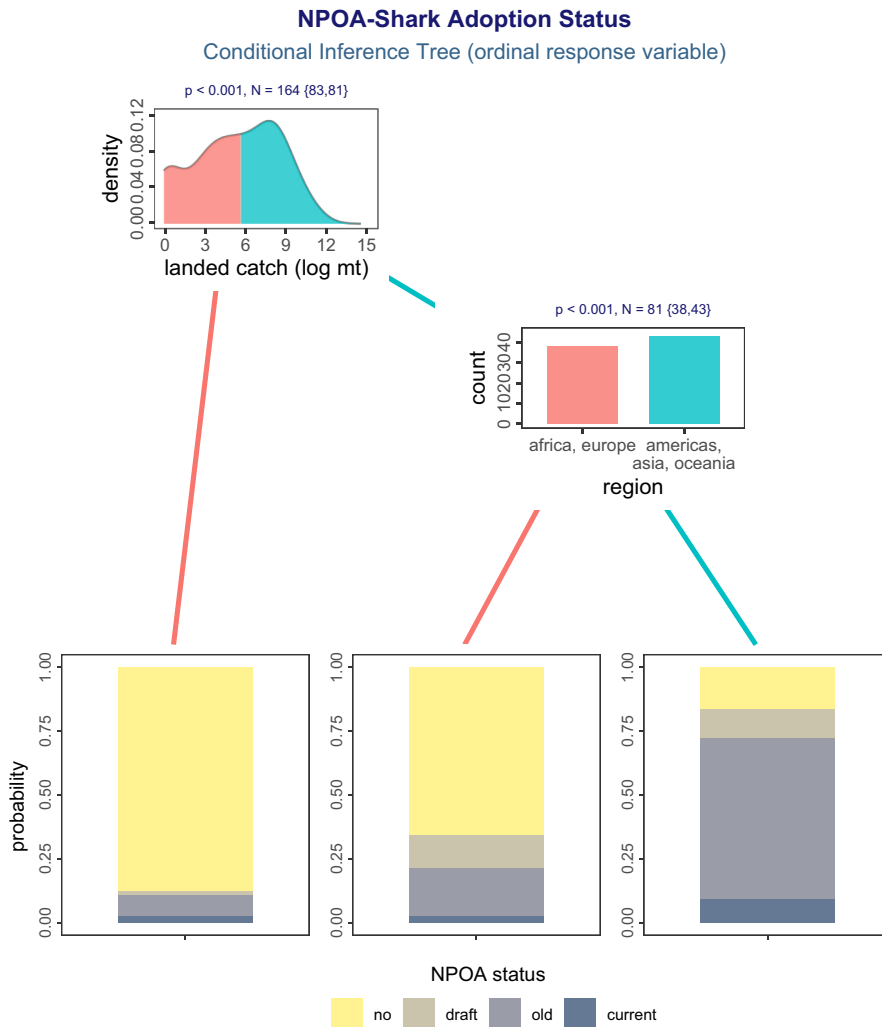 NPOA-Shark Adoption Status
Conditional Inference Tree (ordinal response variable)
p < 0.001, N = 164 {83,81}
density
0.00 0.04 0.08 0.12
0 3 6 9 12 15
landed catch (log mt)
p < 0.001, N = 81 {38,43}
count
0 10 20 30 40
africa, europe
americas,
asia, oceania
region
probability
0.00 0.25 0.50 0.75 1.00
0.00 0.25 0.50 0.75 1.00
0.00 0.25 0.50 0.75 1.00
NPOA status
no draft old current